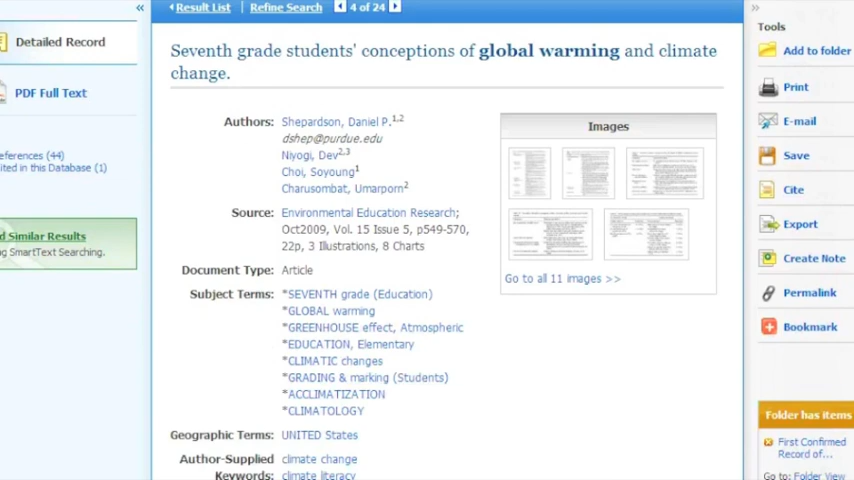 « Result List | Refine Search 4 of 24 »
Detailed Record
PDF Full Text
eferences (44)
ited in this Database (1)
d Similar Results
g SmartText Searching.
Seventh grade students' conceptions of global warming and climate
change.
Authors: Shepardson, Daniel P.1,2
dshep@purdue.edu
Niyogi, Dev2,3
Choi, Soyoung1
Charusombat, Umarporn2
Source: Environmental Education Research;
Oct2009, Vol. 15 Issue 5, p549-570,
22p, 3 Illustrations, 8 Charts
Document Type: Article
Subject Terms: *SEVENTH grade (Education)
*GLOBAL warming
*GREENHOUSE effect, Atmospheric
*EDUCATION, Elementary
*CLIMATIC changes
*GRADING & marking (Students)
*ACCLIMATIZATION
*CLIMATOLOGY
Geographic Terms: UNITED States
Author-Supplied climate change
Keywords: climate literacy
Images
Go to all 11 images >>
Tools
Add to folder
Print
E-mail
Save
Cite
Export
Create Note
Permalink
Bookmark
Folder has items
First Confirmed
Record of...
Go to: Folder View